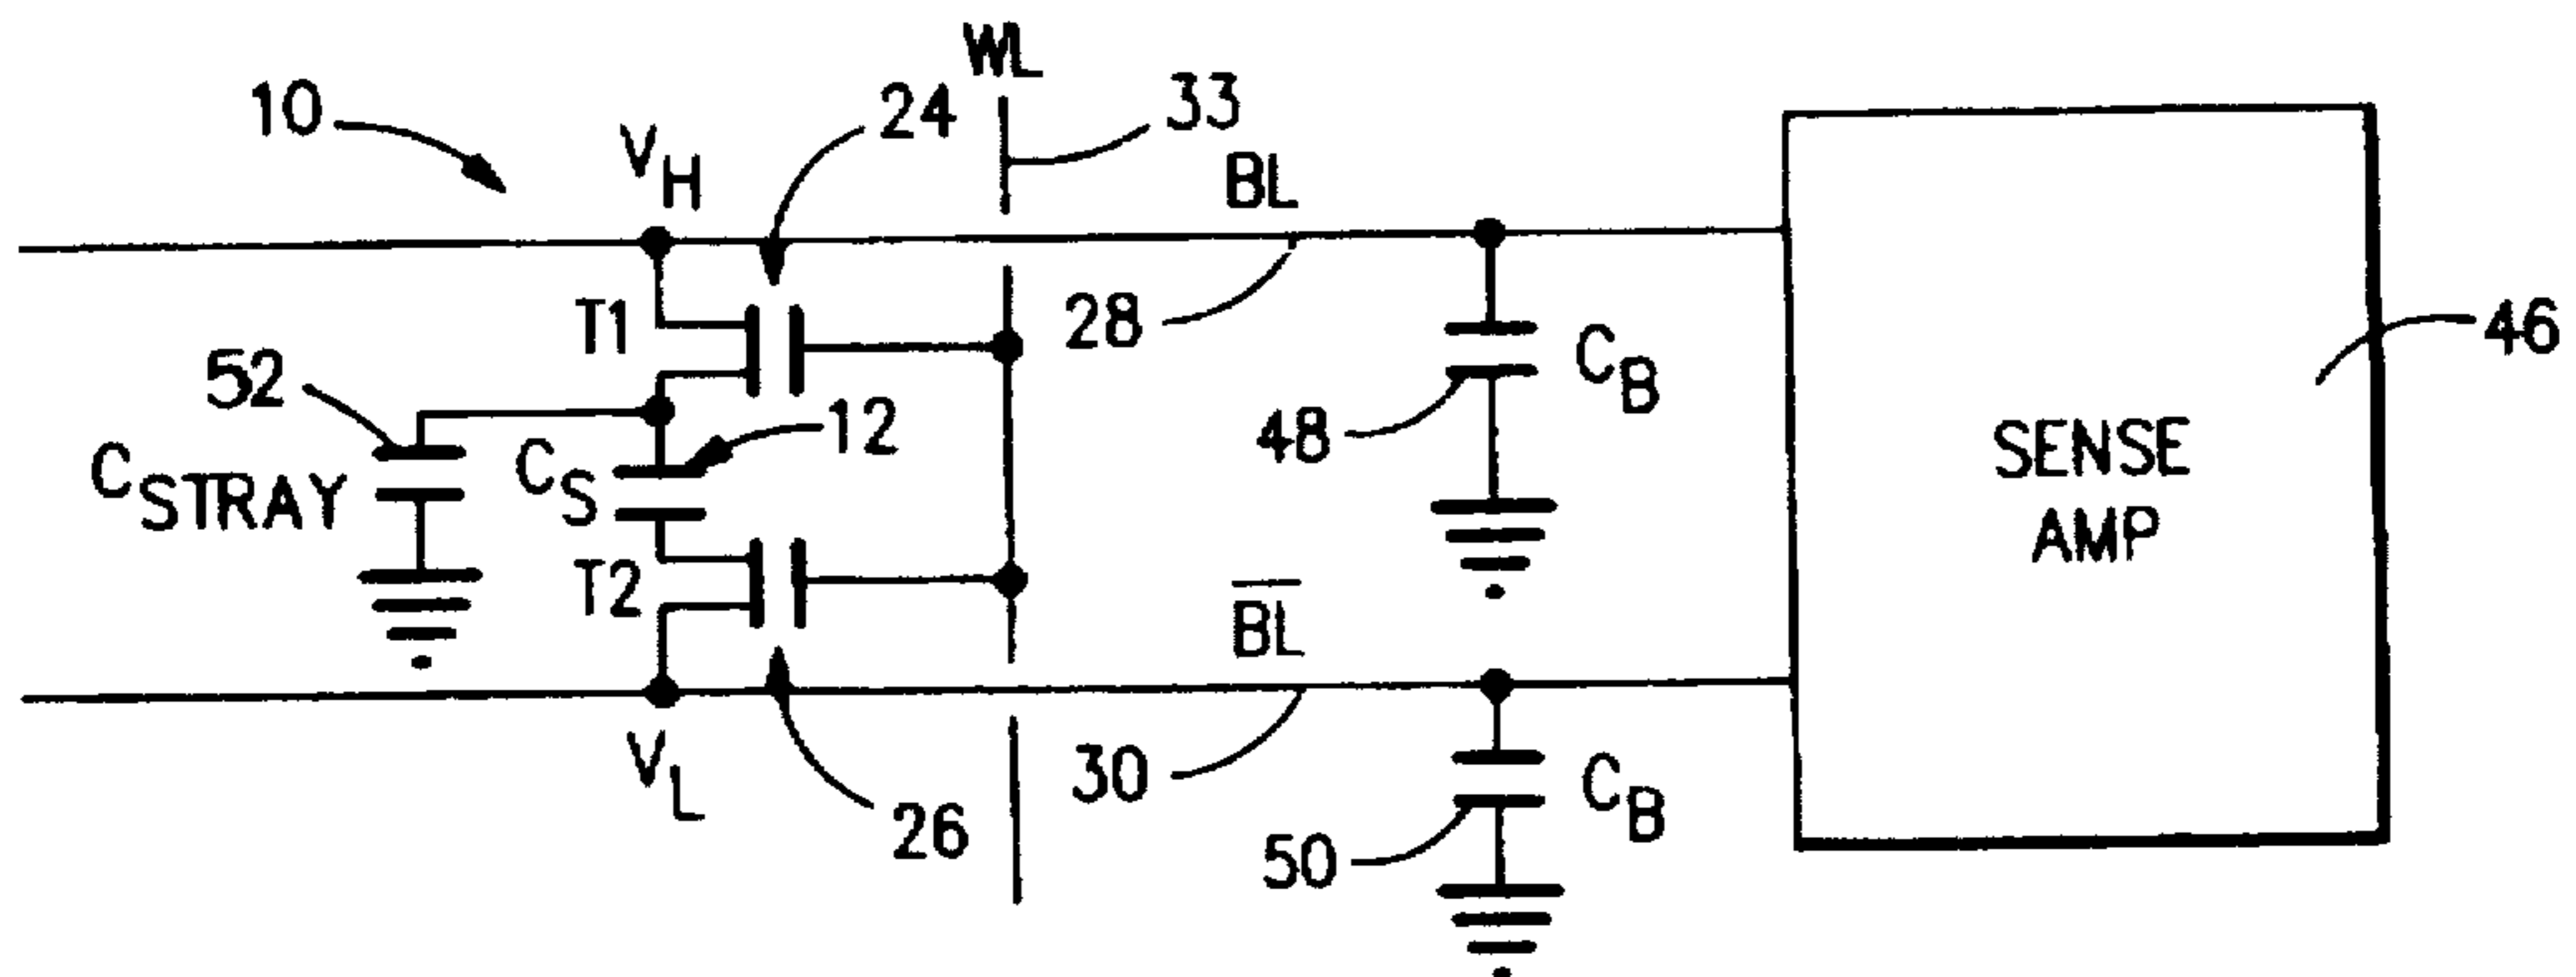 WL
10
24
33
V_H
BL
T1
28
52
12
C_B
46
C_STRAY
C_S
48
SENSE
AMP
T2
B̅L̅
V_L
30
26
C_B
50